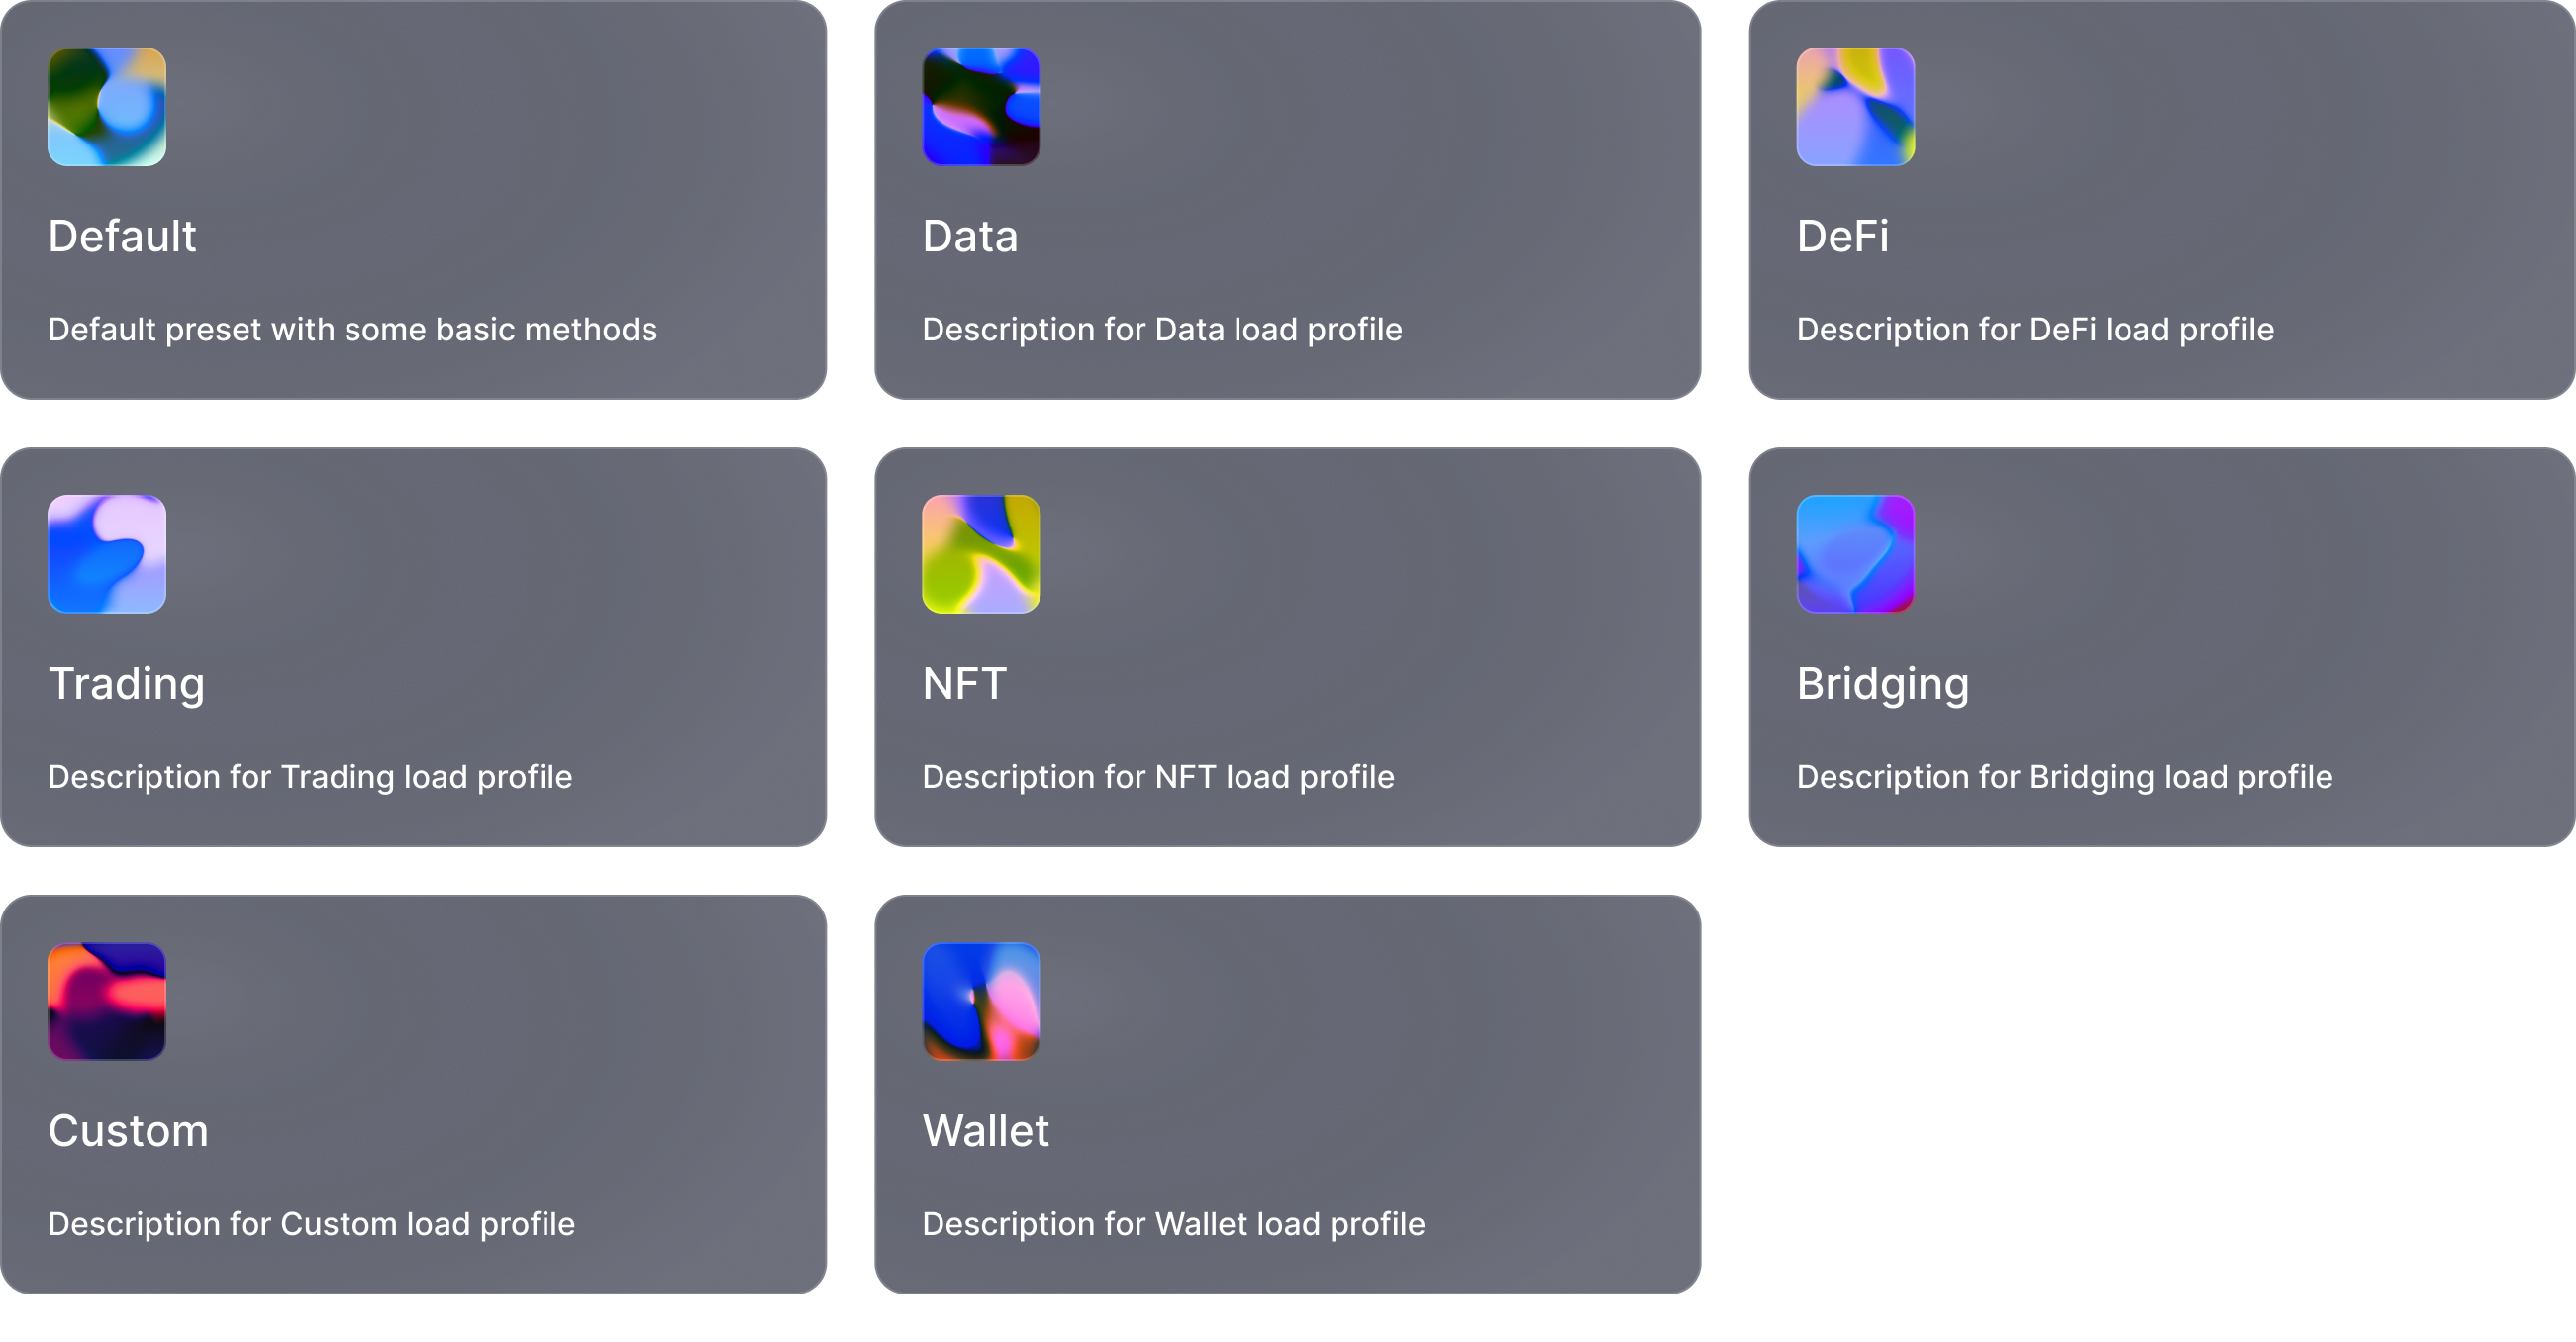 Default
Default preset with some basic methods
Data
Description for Data load profile
DeFi
Description for DeFi load profile
Trading
Description for Trading load profile
NFT
Description for NFT load profile
Bridging
Description for Bridging load profile
Custom
Description for Custom load profile
Wallet
Description for Wallet load profile